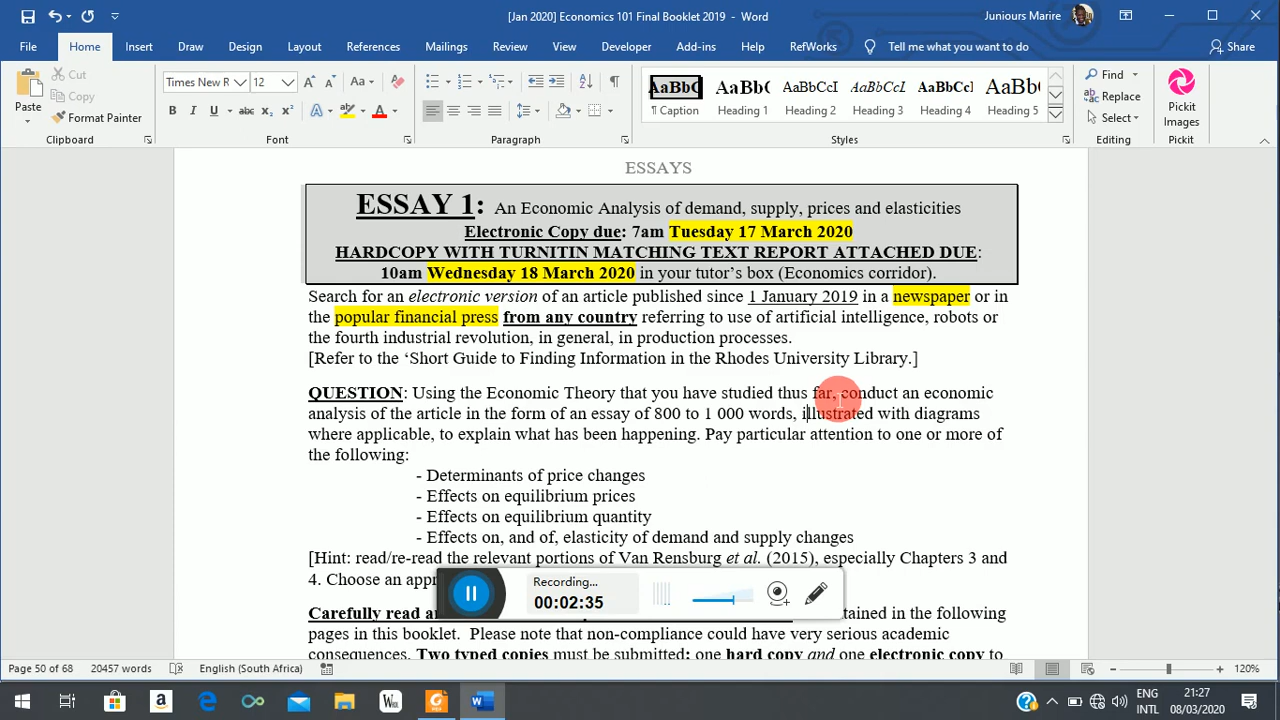 [Jan 2020] Economics 101 Final Booklet 2019 - Word
Juniours Marire
File Home Insert Draw Design Layout References Mailings Review View Developer Add-ins Help RefWorks Tell me what you want to do Share
Paste
Cut
Copy
Format Painter
Clipboard
Times New R 12
Font
Paragraph
AaBbC AaBb( AaBbCcI AaBbCcL AaBbCcI AaBb(
¶ Caption Heading 1 Heading 2 Heading 3 Heading 4 Heading 5
Styles
Find
Replace
Select
Editing
Pickit
Images
Pickit
ESSAYS
ESSAY 1: An Economic Analysis of demand, supply, prices and elasticities
Electronic Copy due: 7am Tuesday 17 March 2020
HARDCOPY WITH TURNITIN MATCHING TEXT REPORT ATTACHED DUE:
10am Wednesday 18 March 2020 in your tutor's box (Economics corridor).
Search for an electronic version of an article published since 1 January 2019 in a newspaper or in
the popular financial press from any country referring to use of artificial intelligence, robots or
the fourth industrial revolution, in general, in production processes.
[Refer to the 'Short Guide to Finding Information in the Rhodes University Library.']
QUESTION: Using the Economic Theory that you have studied thus far, conduct an economic
analysis of the article in the form of an essay of 800 to 1 000 words, illustrated with diagrams
where applicable, to explain what has been happening. Pay particular attention to one or more of
the following:
- Determinants of price changes
- Effects on equilibrium prices
- Effects on equilibrium quantity
- Effects on, and of, elasticity of demand and supply changes
[Hint: read/re-read the relevant portions of Van Rensburg et al. (2015), especially Chapters 3 and
4. Choose an
Recording...
00:02:35
Carefully read
tained in the following
pages in this booklet. Please note that non-compliance could have very serious academic
consequences. Two typed copies must be submitted: one hard copy and one electronic copy to
Page 50 of 68 20457 words English (South Africa) 120%
ENG
INTL
21:27
08/03/2020